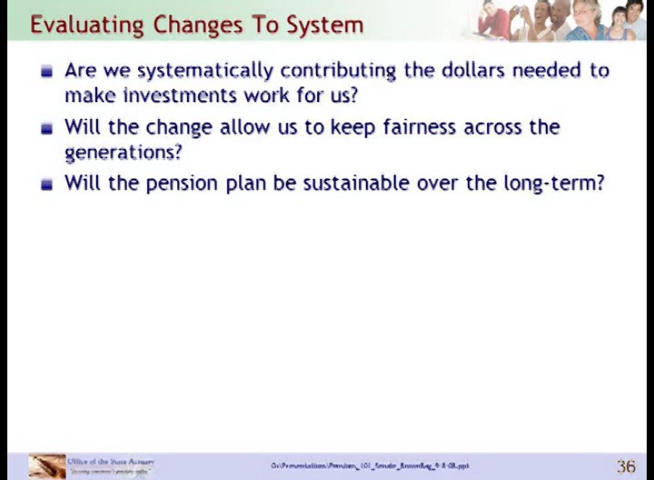 Evaluating Changes To System
Are we systematically contributing the dollars needed to
make investments work for us?
Will the change allow us to keep fairness across the
generations?
Will the pension plan be sustainable over the long-term?
Office of the State Actuary
36